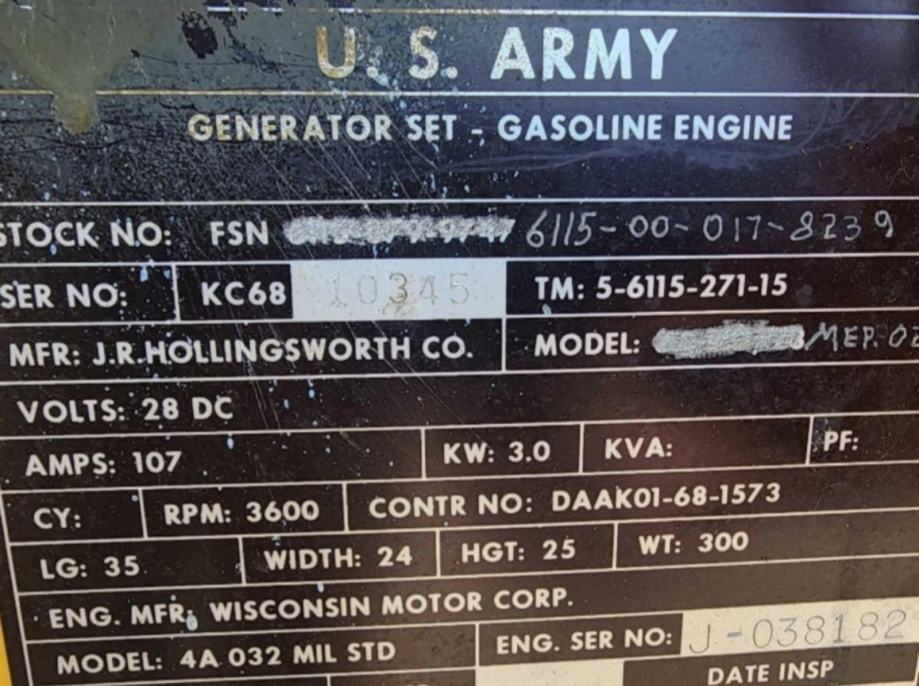 U.S. ARMY
GENERATOR SET - GASOLINE ENGINE
STOCK NO: FSN 6115-00-017-8239
SER NO: KC68 10345 TM: 5-6115-271-15
MFR: J.R.HOLLINGSWORTH CO. MODEL: MEP-02
VOLTS: 28 DC
AMPS: 107 KW: 3.0 KVA: PF:
CY: RPM: 3600 CONTR NO: DAAK01-68-1573
LG: 35 WIDTH: 24 HGT: 25 WT: 300
ENG. MFR: WISCONSIN MOTOR CORP.
MODEL: 4A 032 MIL STD ENG. SER NO: J-038182
DATE INSP